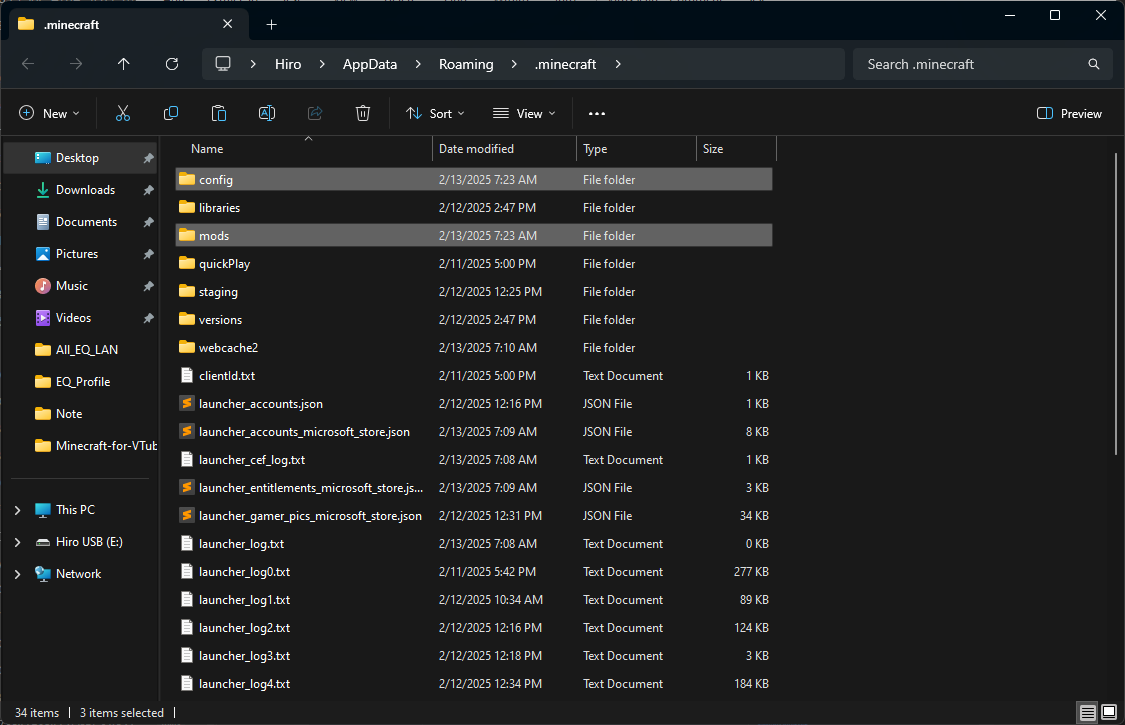 .minecraft
Hiro > AppData > Roaming > .minecraft >
Search .minecraft
New
Sort
View
Preview
Desktop
Downloads
Documents
Pictures
Music
Videos
All_EQ_LAN
EQ_Profile
Note
Minecraft-for-VTub
This PC
Hiro USB (E:)
Network
Name Date modified Type Size
config 2/13/2025 7:23 AM File folder
libraries 2/12/2025 2:47 PM File folder
mods 2/13/2025 7:23 AM File folder
quickPlay 2/11/2025 5:00 PM File folder
staging 2/12/2025 12:25 PM File folder
versions 2/12/2025 2:47 PM File folder
webcache2 2/13/2025 7:10 AM File folder
clientId.txt 2/11/2025 5:00 PM Text Document 1 KB
launcher_accounts.json 2/12/2025 12:16 PM JSON File 1 KB
launcher_accounts_microsoft_store.json 2/13/2025 7:09 AM JSON File 8 KB
launcher_cef_log.txt 2/13/2025 7:08 AM Text Document 1 KB
launcher_entitlements_microsoft_store.js... 2/13/2025 7:09 AM JSON File 3 KB
launcher_gamer_pics_microsoft_store.json 2/12/2025 12:31 PM JSON File 34 KB
launcher_log.txt 2/13/2025 7:08 AM Text Document 0 KB
launcher_log0.txt 2/11/2025 5:42 PM Text Document 277 KB
launcher_log1.txt 2/12/2025 10:34 AM Text Document 89 KB
launcher_log2.txt 2/12/2025 12:16 PM Text Document 124 KB
launcher_log3.txt 2/12/2025 12:18 PM Text Document 3 KB
launcher_log4.txt 2/12/2025 12:34 PM Text Document 184 KB
34 items | 3 items selected |